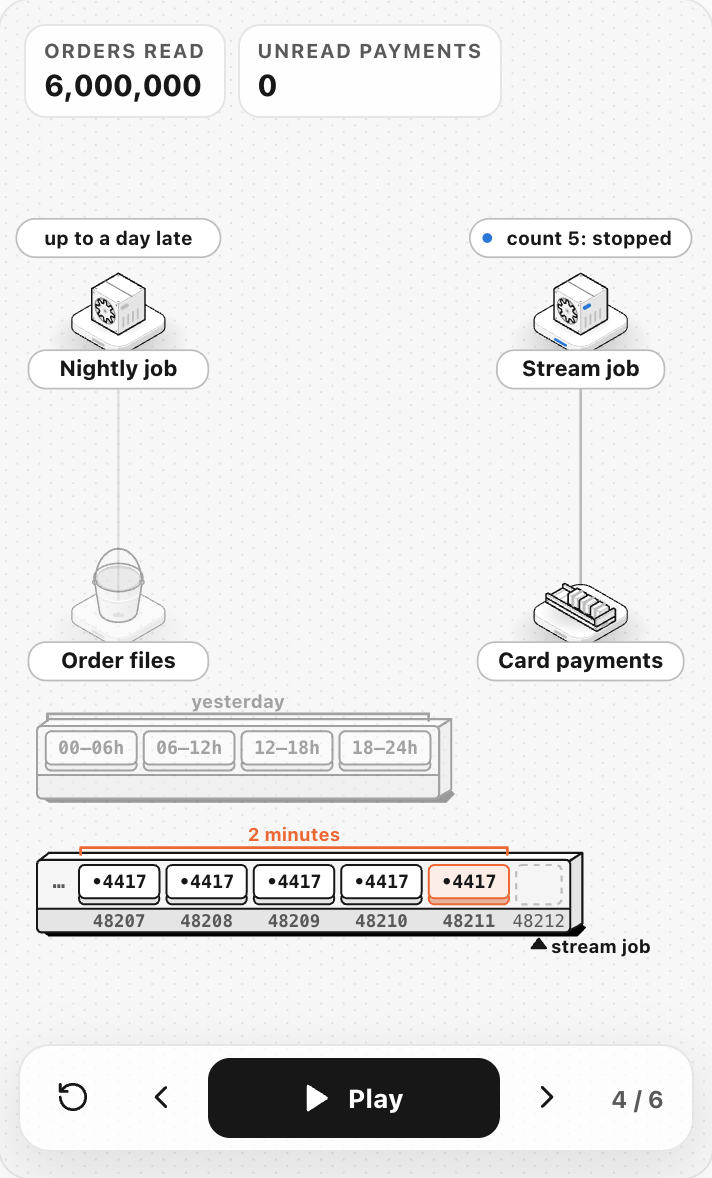 ORDERS READ
6,000,000
UNREAD PAYMENTS
0
up to a day late
count 5: stopped
Nightly job
Stream job
Order files
Card payments
yesterday
00–06h 06–12h 12–18h 18–24h
2 minutes
… •4417 •4417 •4417 •4417 •4417
48207 48208 48209 48210 48211 48212
stream job
Play
4 / 6